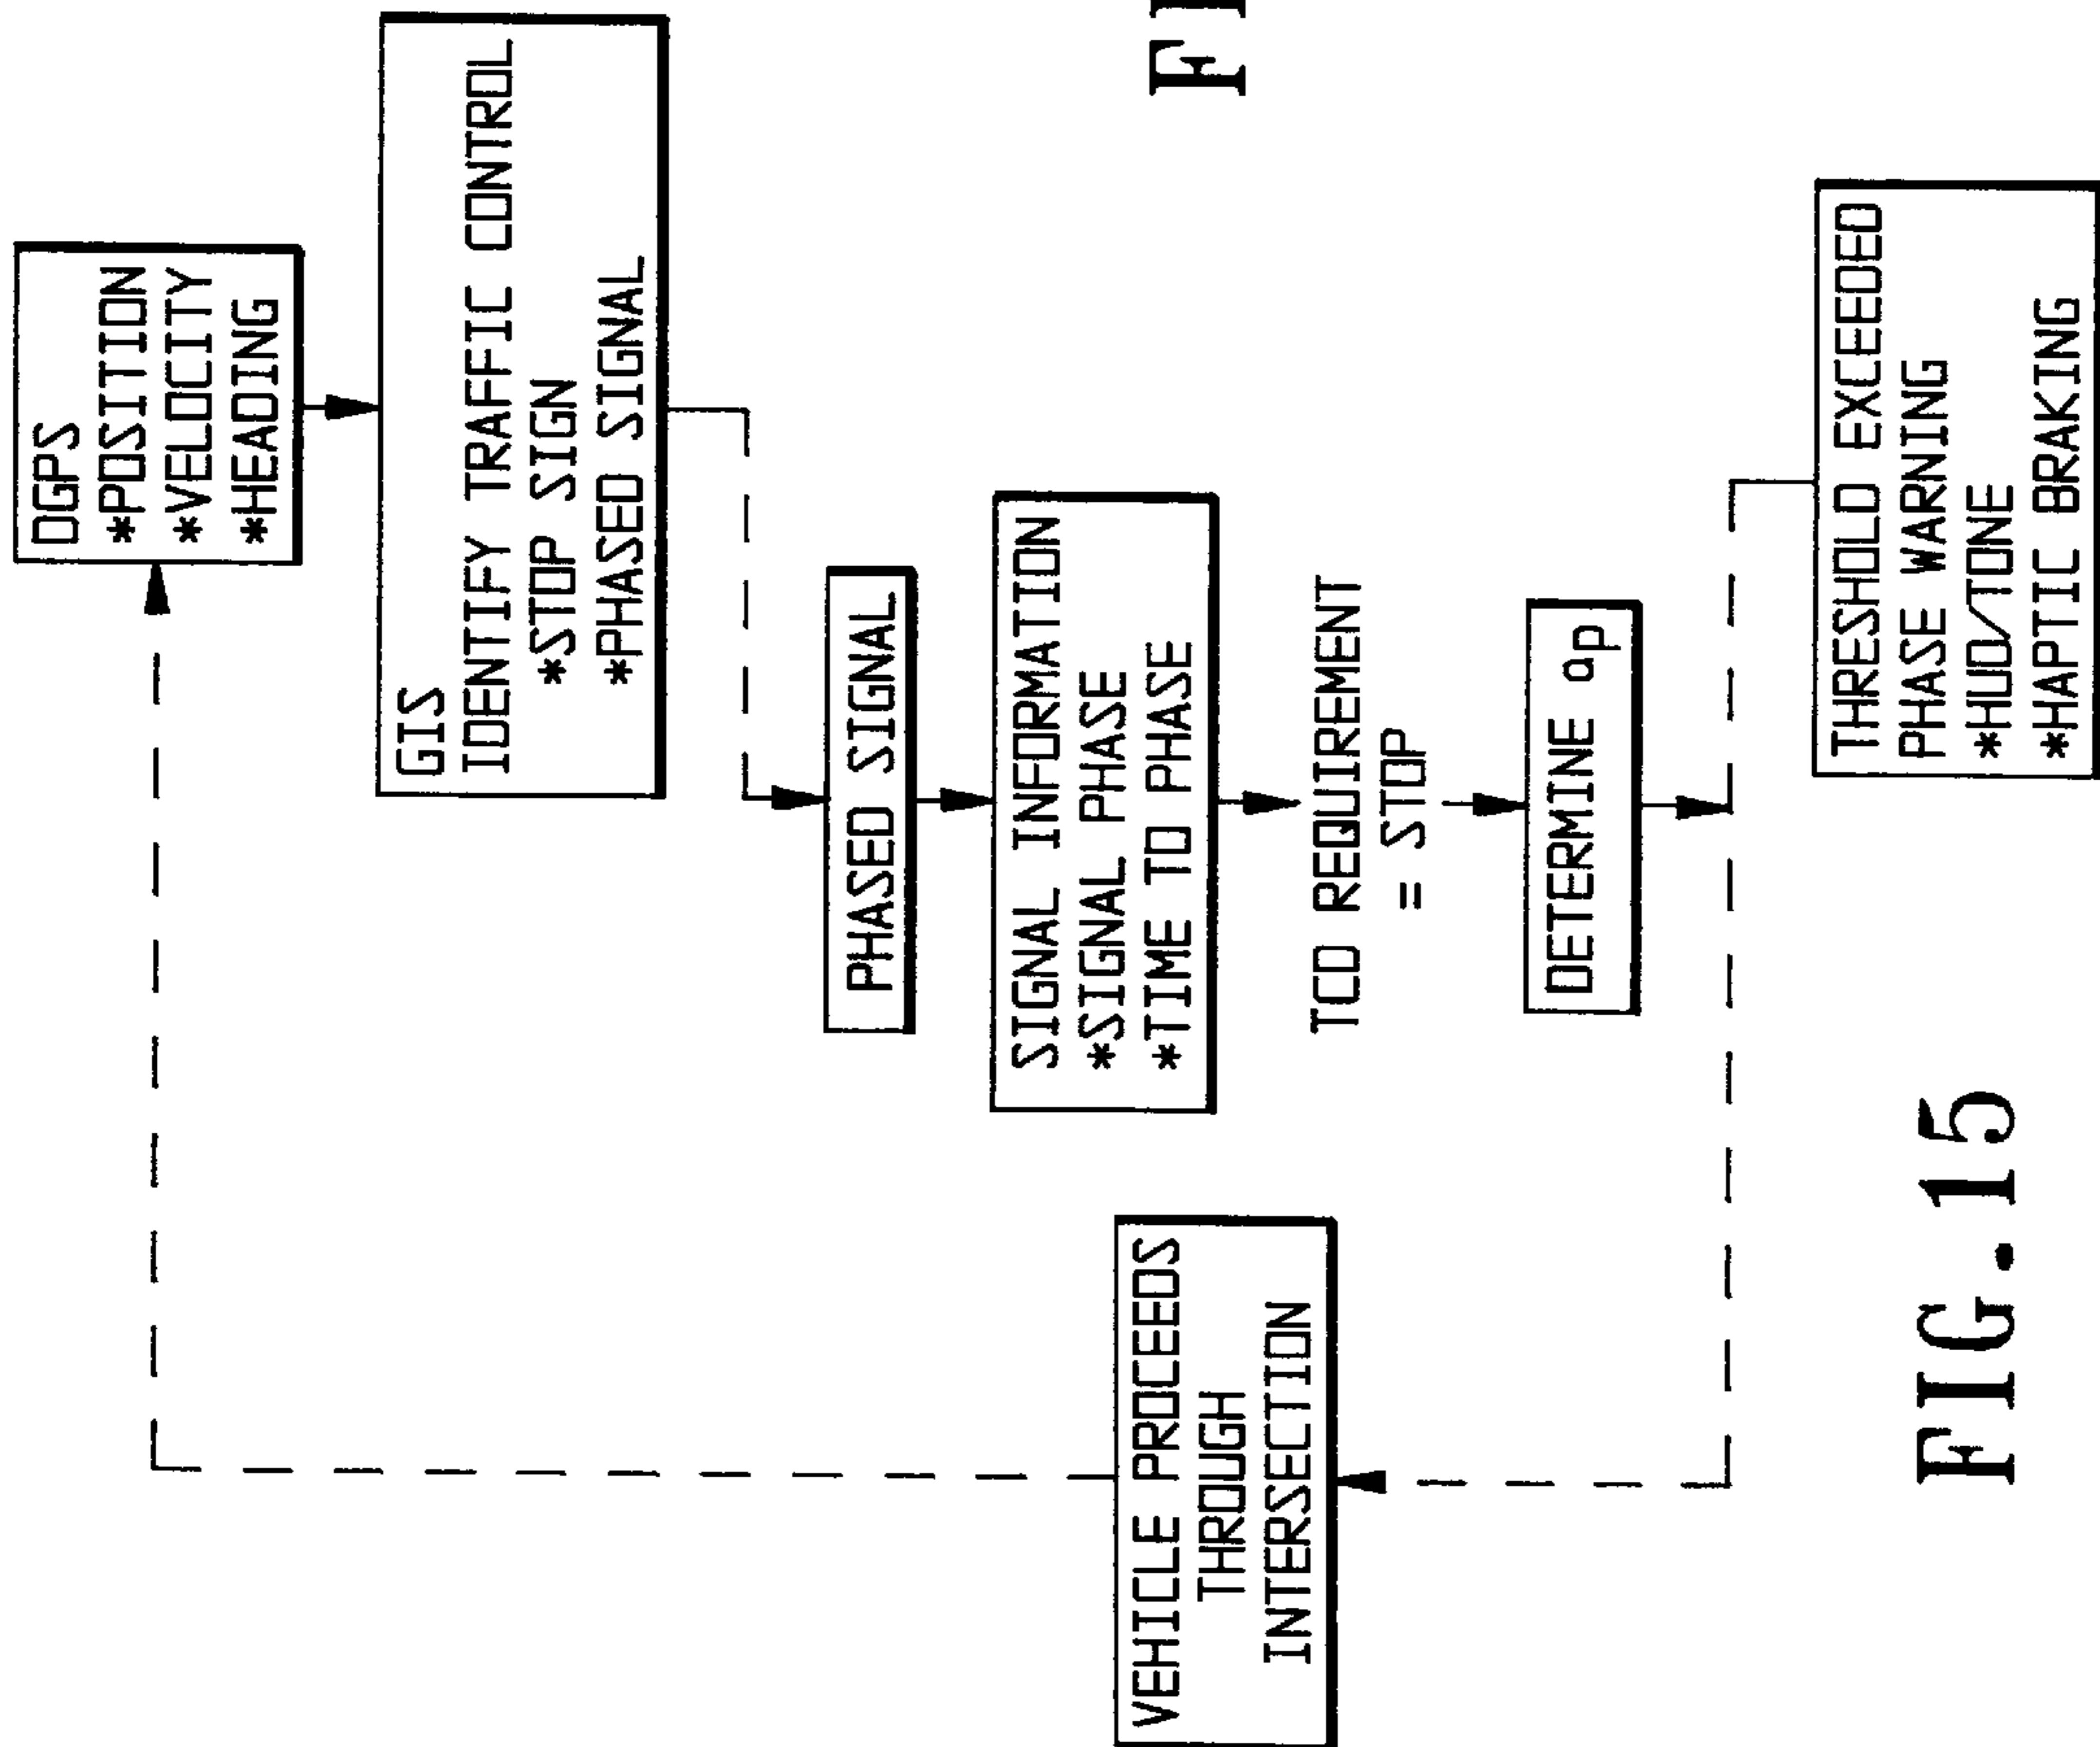 DGPS
*POSITION
*VELOCITY
*HEADING
GIS
IDENTIFY TRAFFIC CONTROL
*STOP SIGN
*PHASED SIGNAL
PHASED SIGNAL
SIGNAL INFORMATION
*SIGNAL PHASE
*TIME TO PHASE
TCD REQUIREMENT
= STOP
DETERMINE ap
THRESHOLD EXCEEDED
PHASE WARNING
*HUD/TONE
*HAPTIC BRAKING
VEHICLE PROCEEDS
THROUGH
INTERSECTION
FIG.15